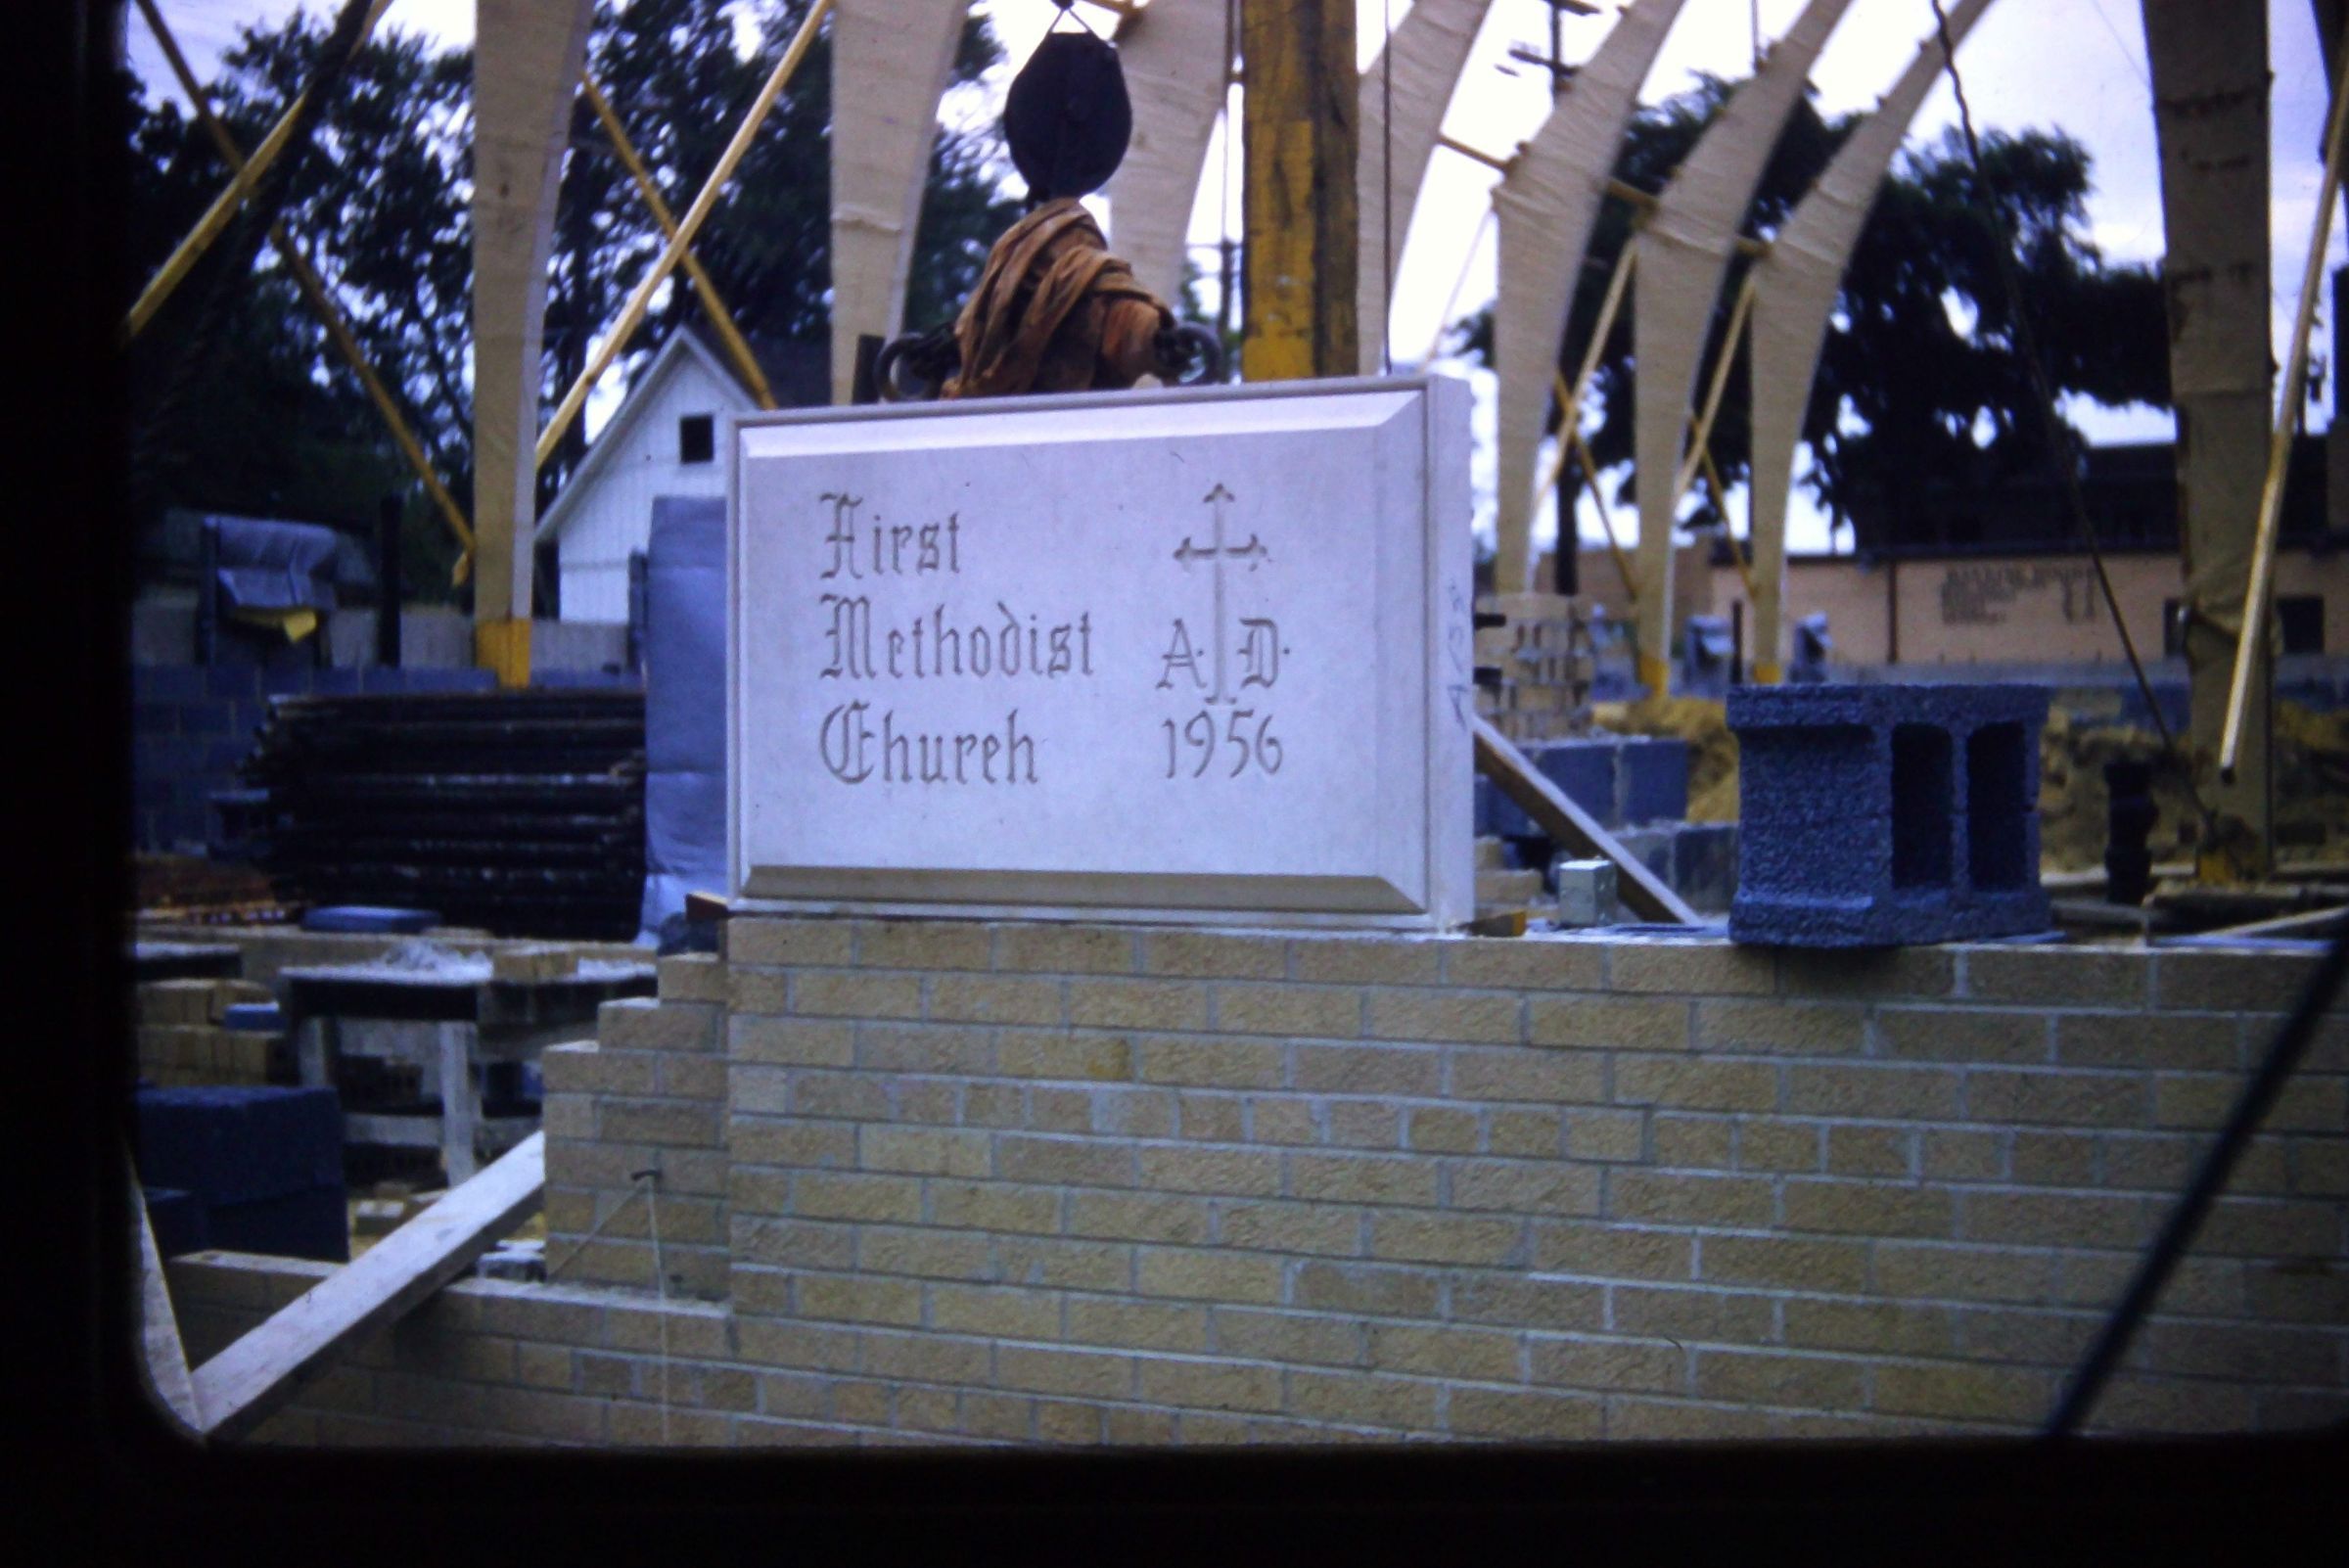 First
Methodist
Church
A. D.
1956